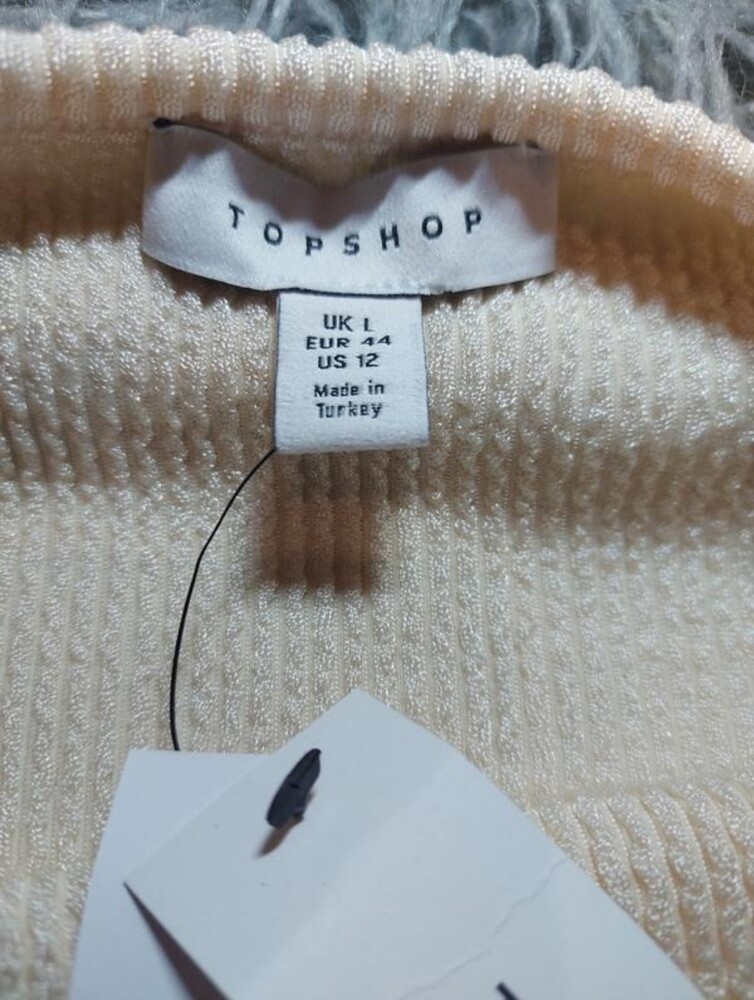 TOPSHOP
UK L
EUR 44
US 12
Made in
Turkey